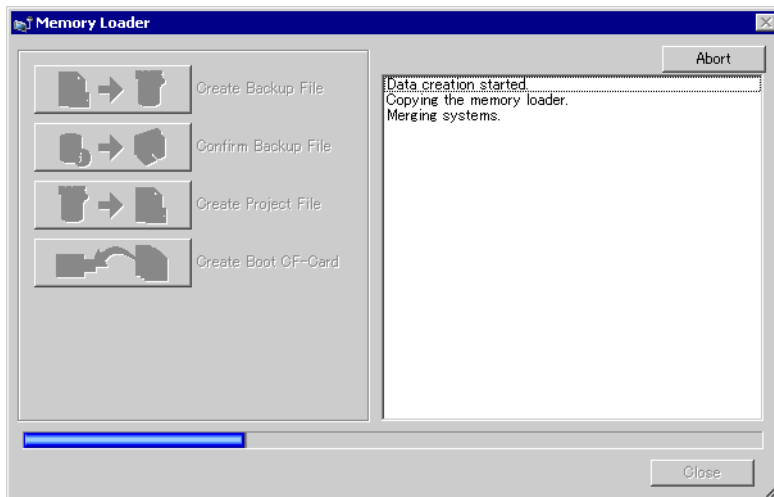 Memory Loader
Abort
Create Backup File
Confirm Backup File
Create Project File
Create Boot CF-Card
Data creation started.
Copying the memory loader.
Merging systems.
Close